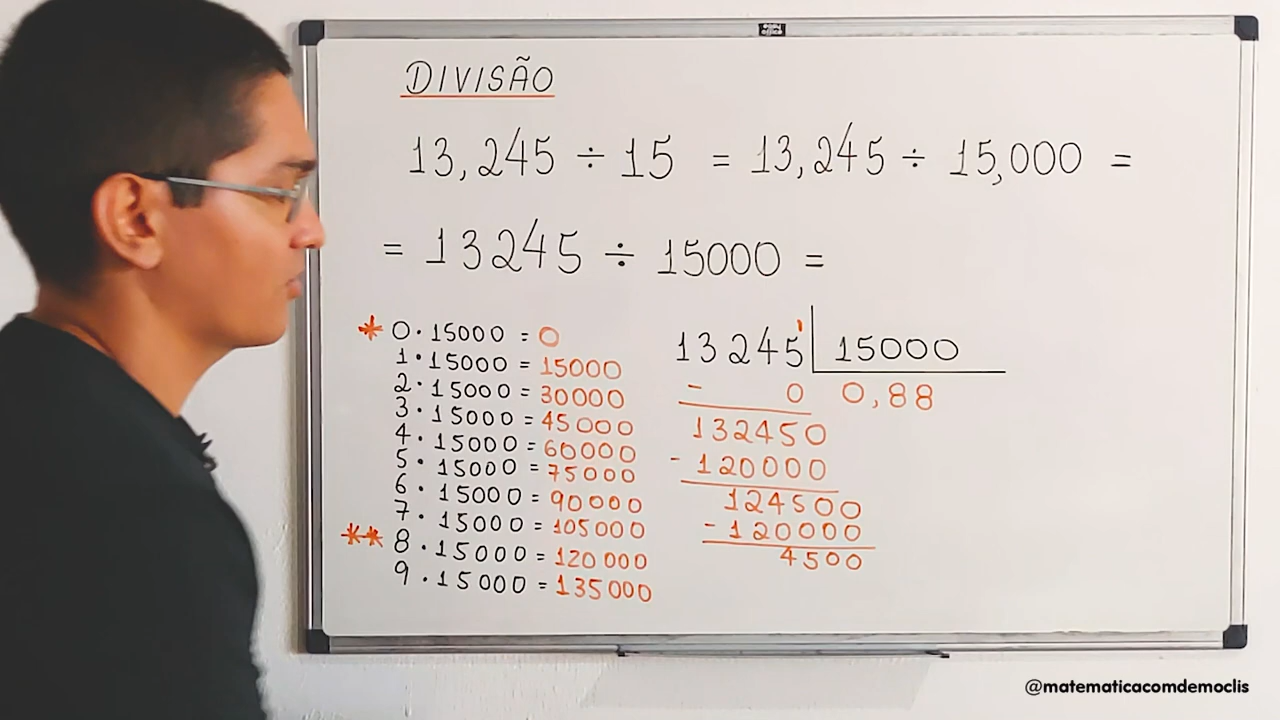 DIVISÃO
13,245 ÷ 15 = 13,245 ÷ 15,000 =
= 13245 ÷ 15000 =
* 0 · 15000 = 0
1 · 15000 = 15000
2 · 15000 = 30000
3 · 15000 = 45000
4 · 15000 = 60000
5 · 15000 = 75000
6 · 15000 = 90000
7 · 15000 = 105000
** 8 · 15000 = 120000
9 · 15000 = 135000
13245' 15000
- 0 0,88
132450
- 120000
124500
- 120000
4500
@matematicacomdemoclis